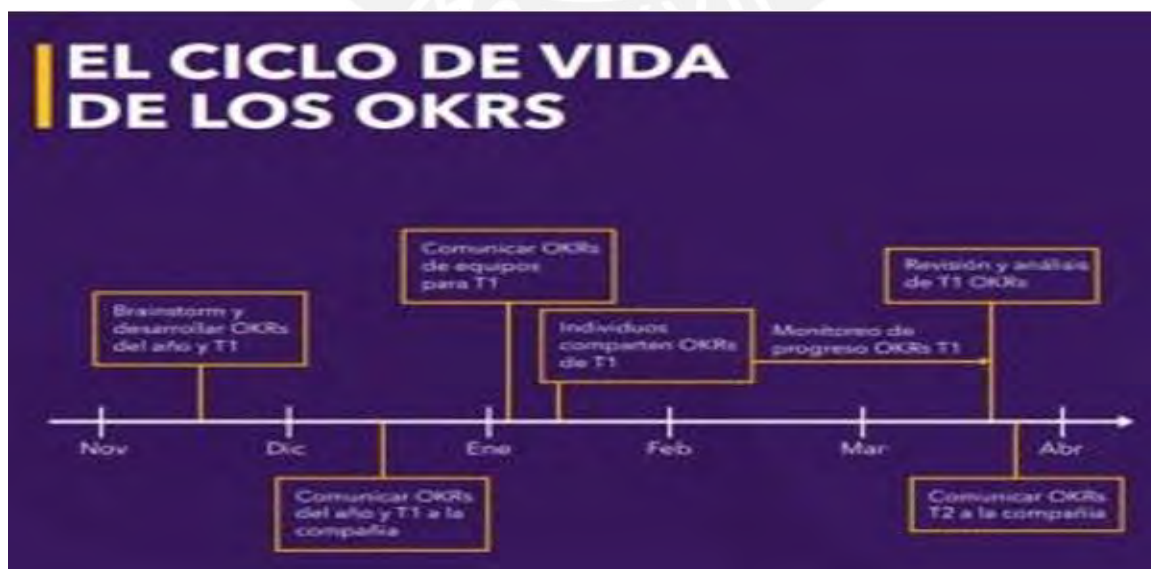 EL CICLO DE VIDA
DE LOS OKRS
Comunicar OKRs
de equipos
para T1
Revisión y análisis
de T1 OKRs
Brainstorm y
desarrollar OKRs
del año y T1
Individuos
comparten OKRs
de T1
Monitoreo de
progreso OKRs T1
Nov
Dic
Ene
Feb
Mar
Abr
Comunicar OKRs
del año y T1 a la
compañia
Comunicar OKRs
T2 a la compañia